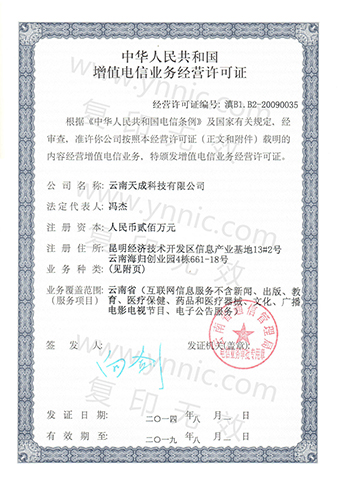 中华人民共和国
增值电信业务经营许可证
经营许可证编号: 滇B1.B2-20090035
根据《中华人民共和国电信条例》及国家有关规定，经
审查，准许你公司按照本经营许可证（正文和附件）载明的
内容经营增值电信业务，特颁发增值电信业务经营许可证。
公司名称: 云南天成科技有限公司
法定代表人: 冯杰
注册资本: 人民币贰佰万元
注册住所: 昆明经济技术开发区信息产业基地13#2号
云南海归创业园4栋661-18号
业务种类: (见附页)
业务覆盖范围: 云南省（互联网信息服务不含新闻、出版、教
(服务项目) 育、医疗保健、药品和医疗器械、文化、广播
电影电视节目、电子公告服务）
签发人: 发证机关(盖章):
发证日期: 二〇一四年八月一日
有效期至: 二〇一九年八月一日
www.ynnic.com
复印无效